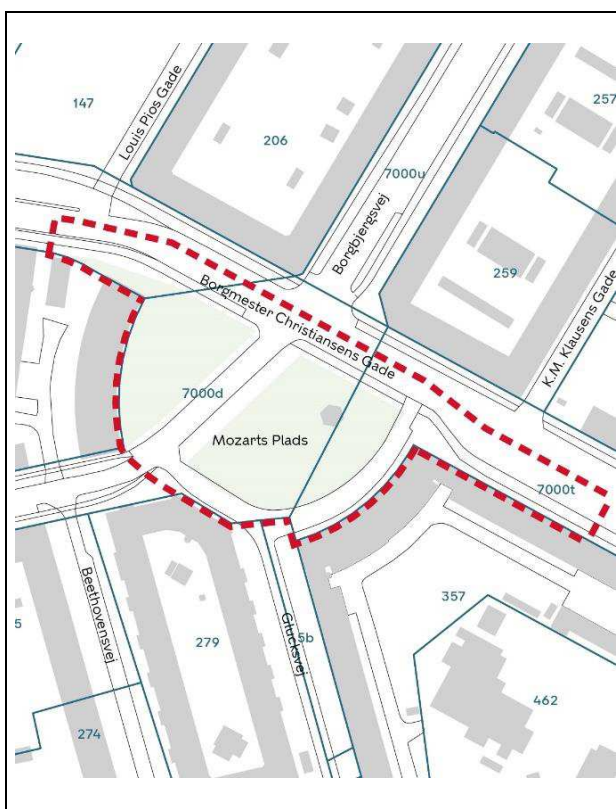 147
Louis Pios Gade
206
257
7000u
Borgbjergsvej
259
K.M. Klausens Gade
Borgmester Christiansens Gade
7000d
Mozarts Plads
7000t
Beethovensvej
279
Glucksvej
5b
357
5
462
274